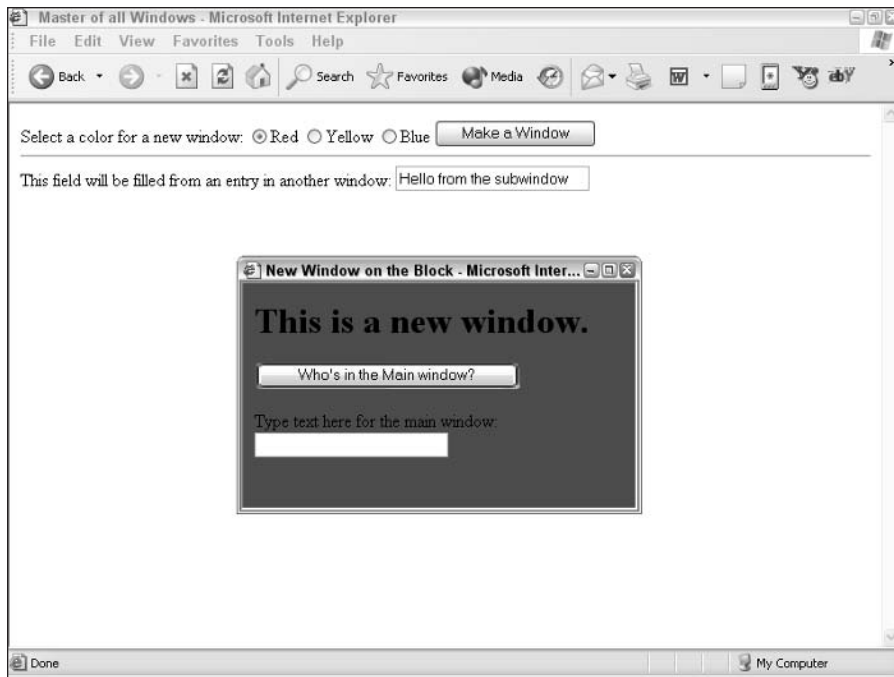 Master of all Windows - Microsoft Internet Explorer
File Edit View Favorites Tools Help
Back Search Favorites Media
Select a color for a new window: Red Yellow Blue Make a Window
This field will be filled from an entry in another window: Hello from the subwindow
New Window on the Block - Microsoft Inter...
This is a new window.
Who's in the Main window?
Type text here for the main window:
Done My Computer